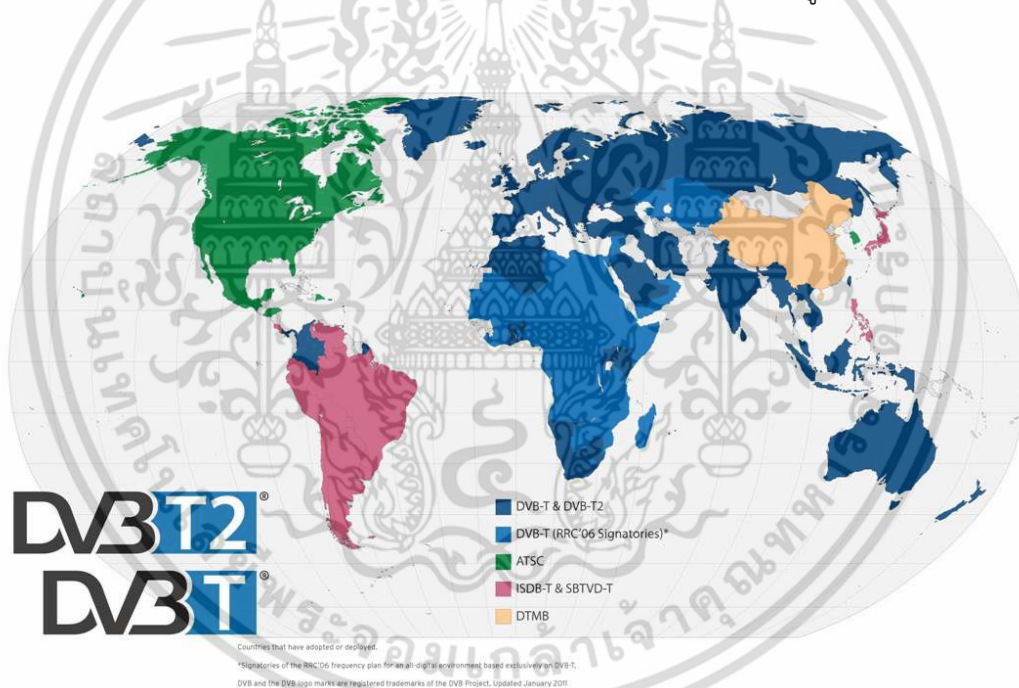 DVB-T & DVB-T2
DVB-T (RRC'06 Signatories)*
ATSC
ISDB-T & SBTVD-T
DTMB
DVB T2®
DVB T®
Countries that have adopted or deployed.
*Signatories of the RRC'06 frequency plan for an all-digital environment based exclusively on DVB-T.
DVB and the DVB logo marks are registered trademarks of the DVB Project. Updated January 2011